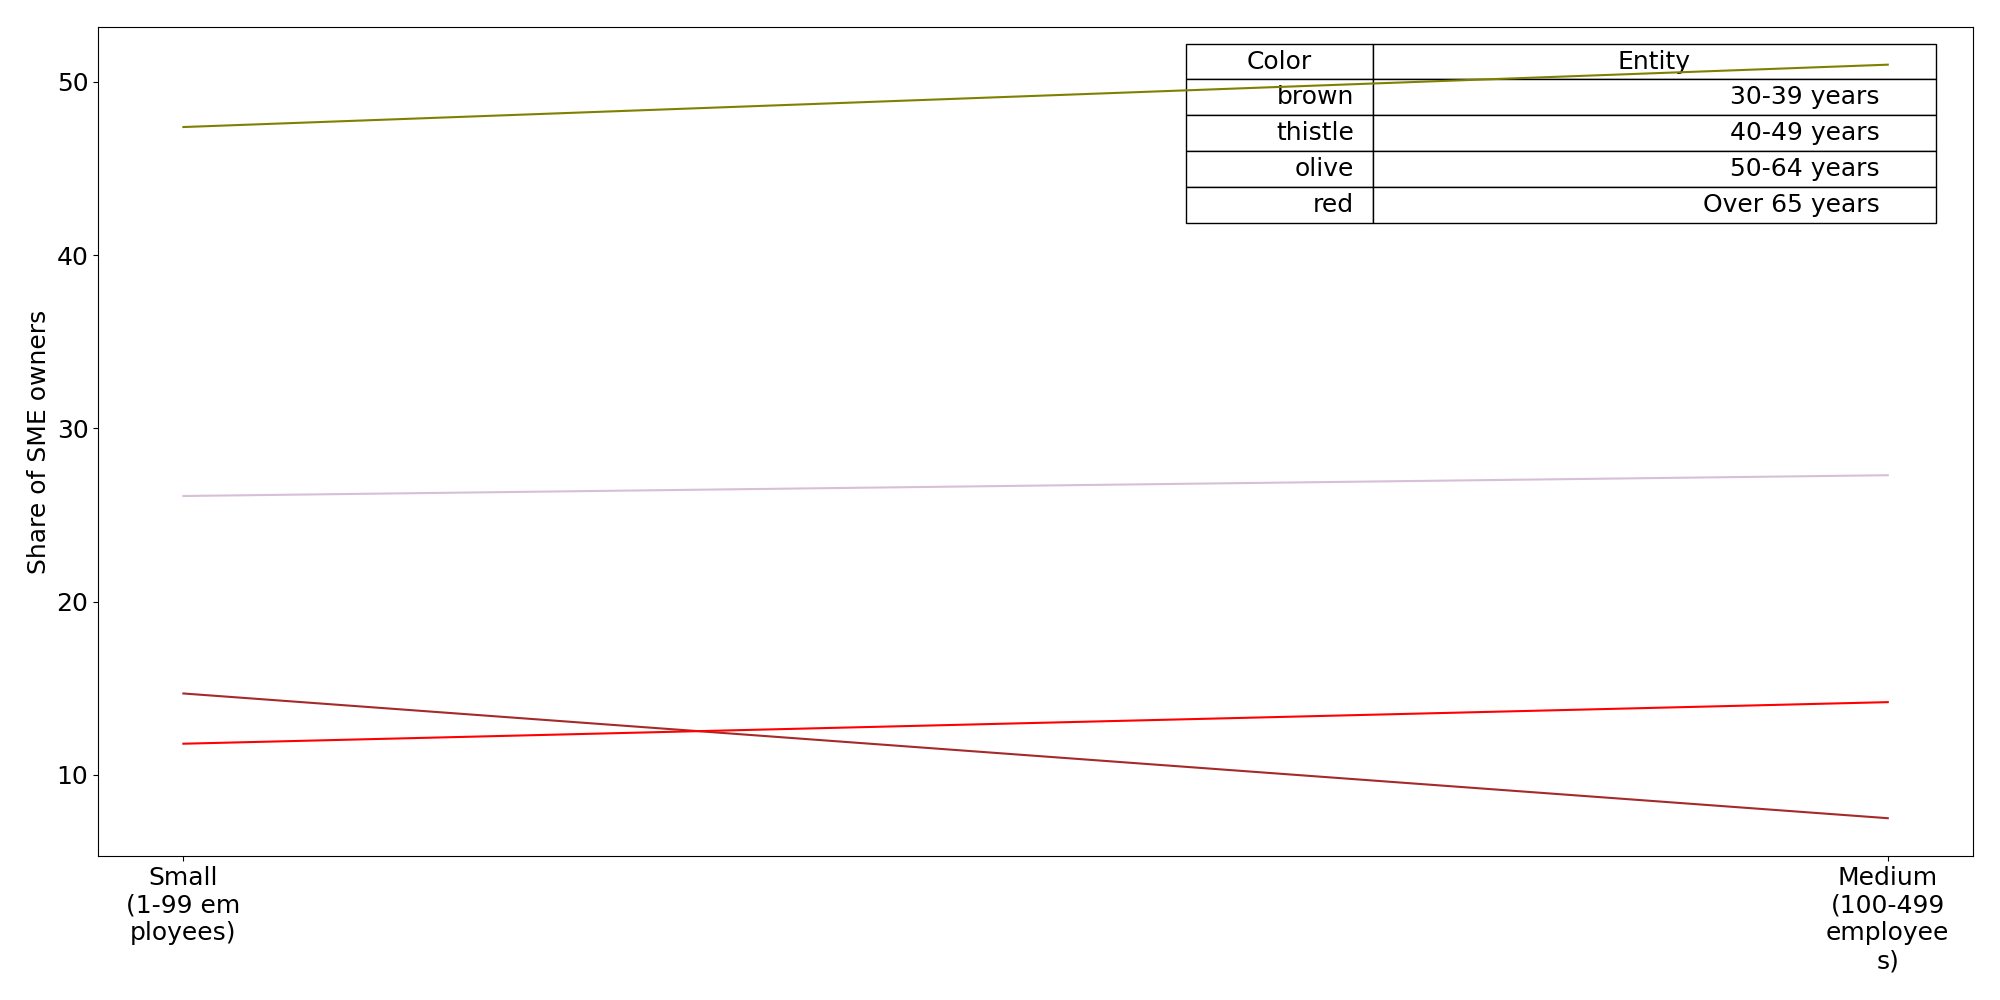 Color Entity
brown 30-39 years
thistle 40-49 years
olive 50-64 years
red Over 65 years
50
40
30
20
10
Share of SME owners
Small
(1-99 em
ployees)
Medium
(100-499
employee
s)